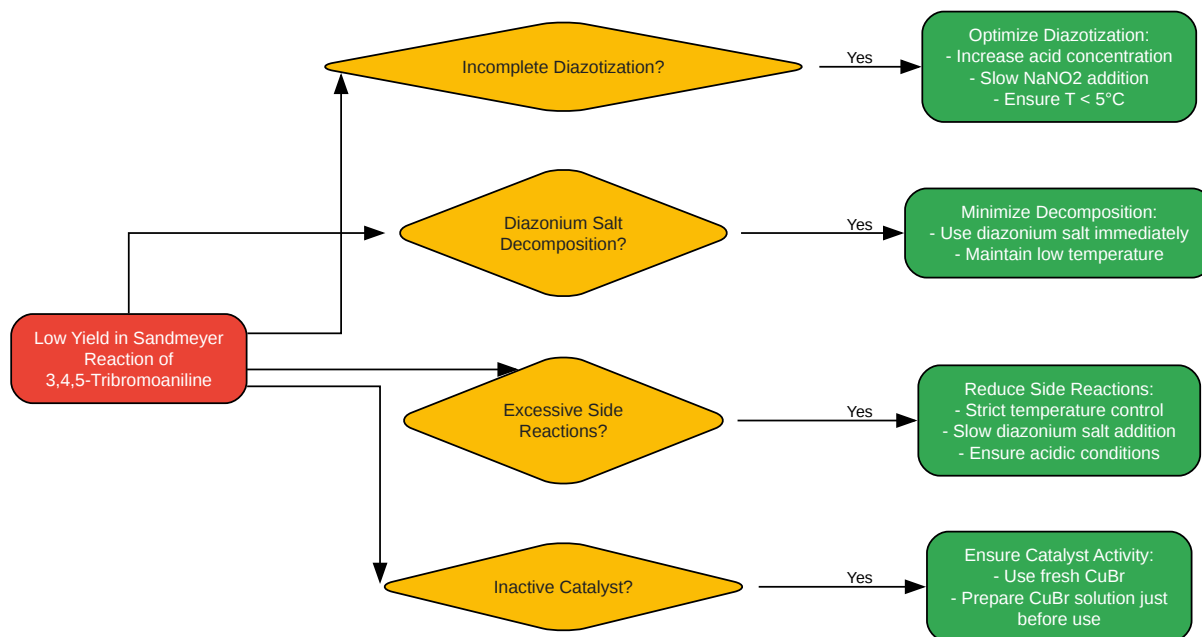 Incomplete Diazotization?
Yes
Optimize Diazotization:
- Increase acid concentration
- Slow NaNO2 addition
- Ensure T < 5°C
Diazonium Salt
Decomposition?
Yes
Minimize Decomposition:
- Use diazonium salt immediately
- Maintain low temperature
Low Yield in Sandmeyer
Reaction of
3,4,5-Tribromoaniline
Excessive Side
Reactions?
Yes
Reduce Side Reactions:
- Strict temperature control
- Slow diazonium salt addition
- Ensure acidic conditions
Inactive Catalyst?
Yes
Ensure Catalyst Activity:
- Use fresh CuBr
- Prepare CuBr solution just
before use